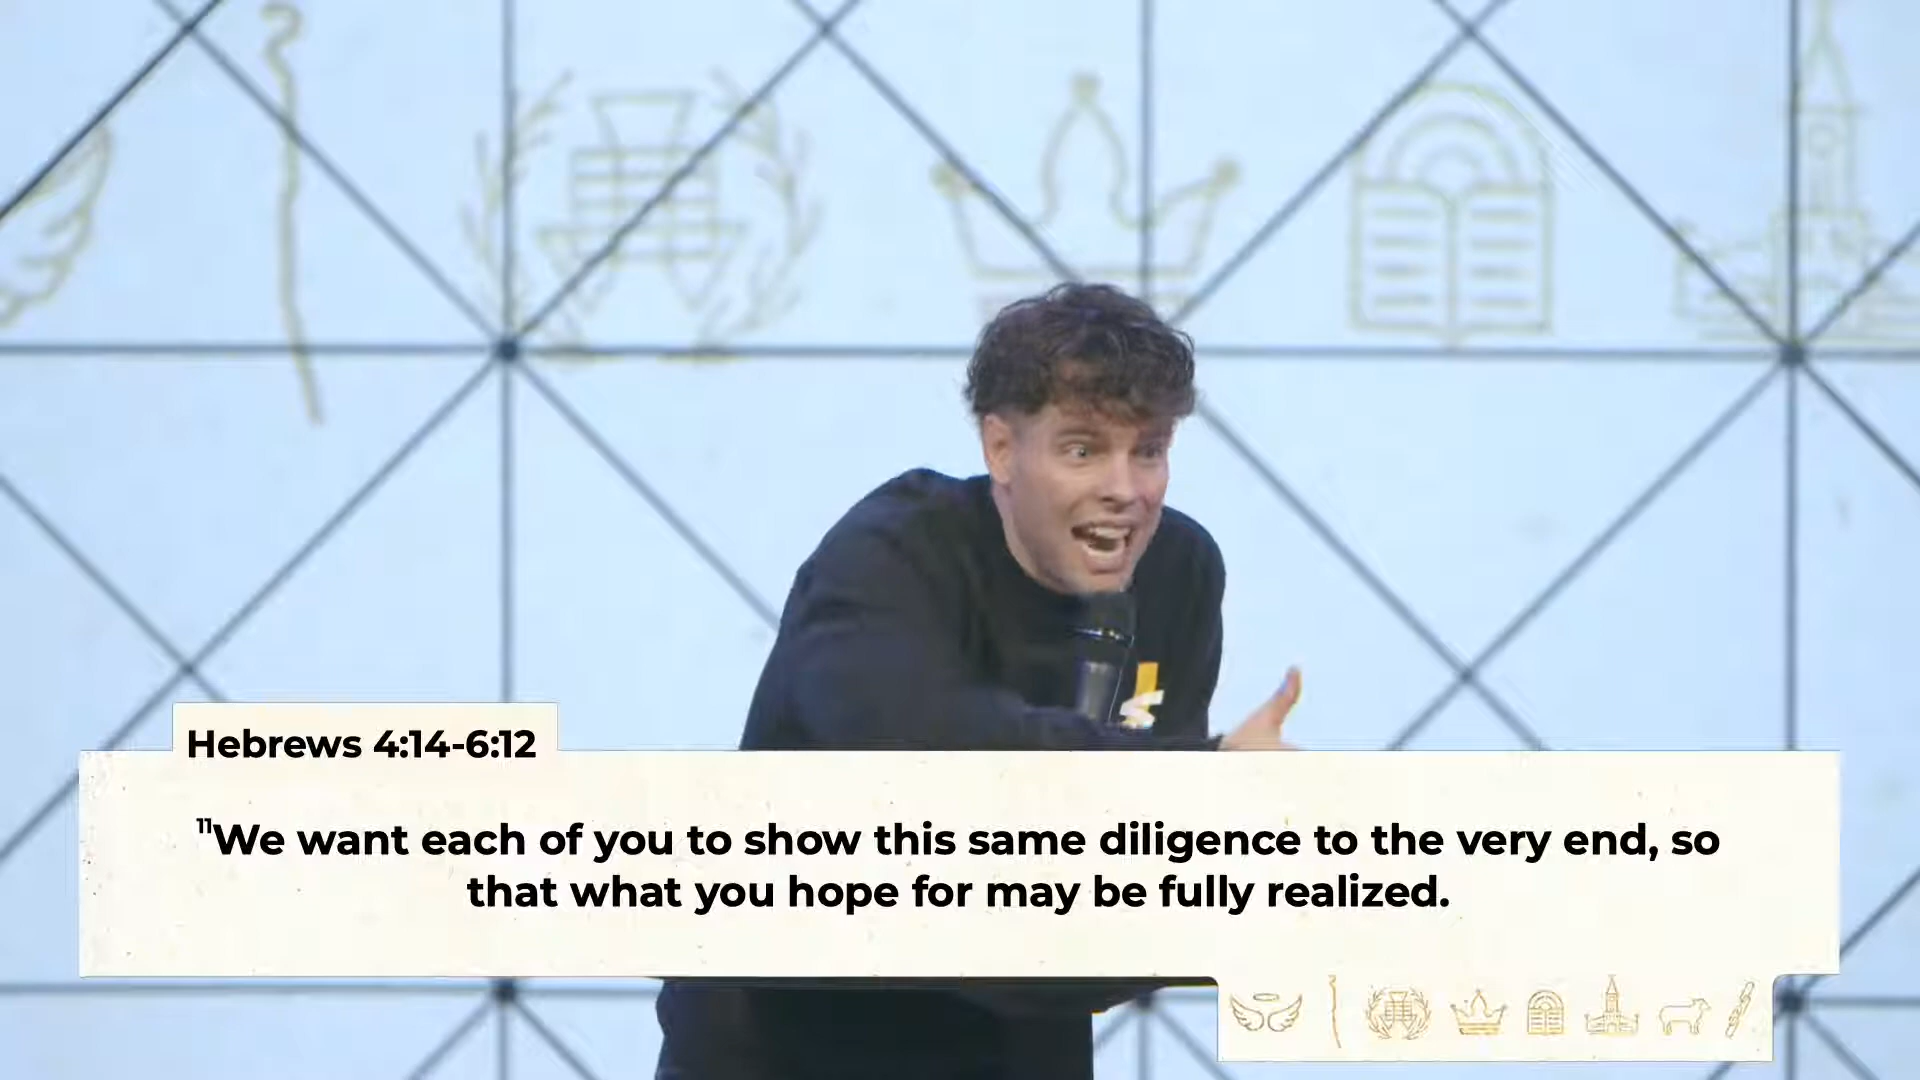 Hebrews 4:14-6:12
¹¹We want each of you to show this same diligence to the very end, so
that what you hope for may be fully realized.